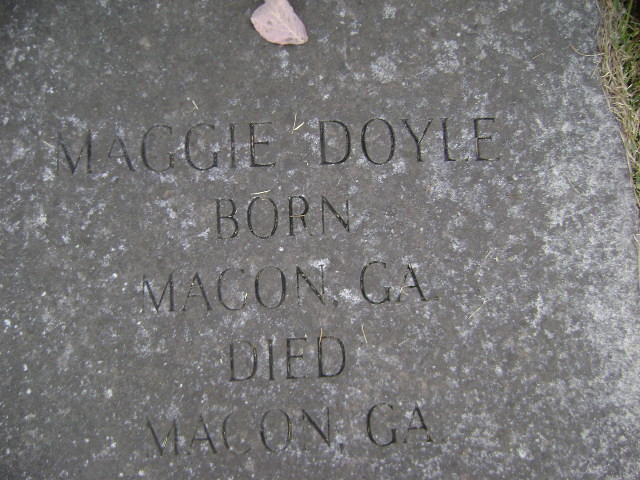 MAGGIE DOYLE
BORN
MACON, GA.
DIED
MACON, GA.